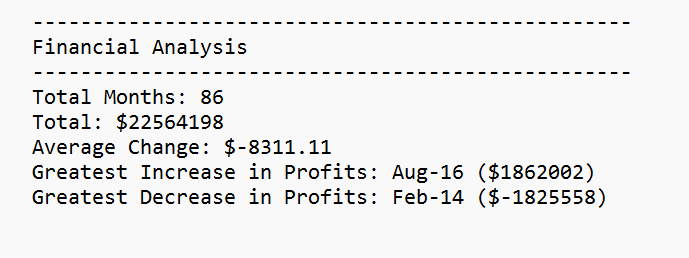 --------------------------------------------------
Financial Analysis
--------------------------------------------------
Total Months: 86
Total: $22564198
Average Change: $-8311.11
Greatest Increase in Profits: Aug-16 ($1862002)
Greatest Decrease in Profits: Feb-14 ($-1825558)